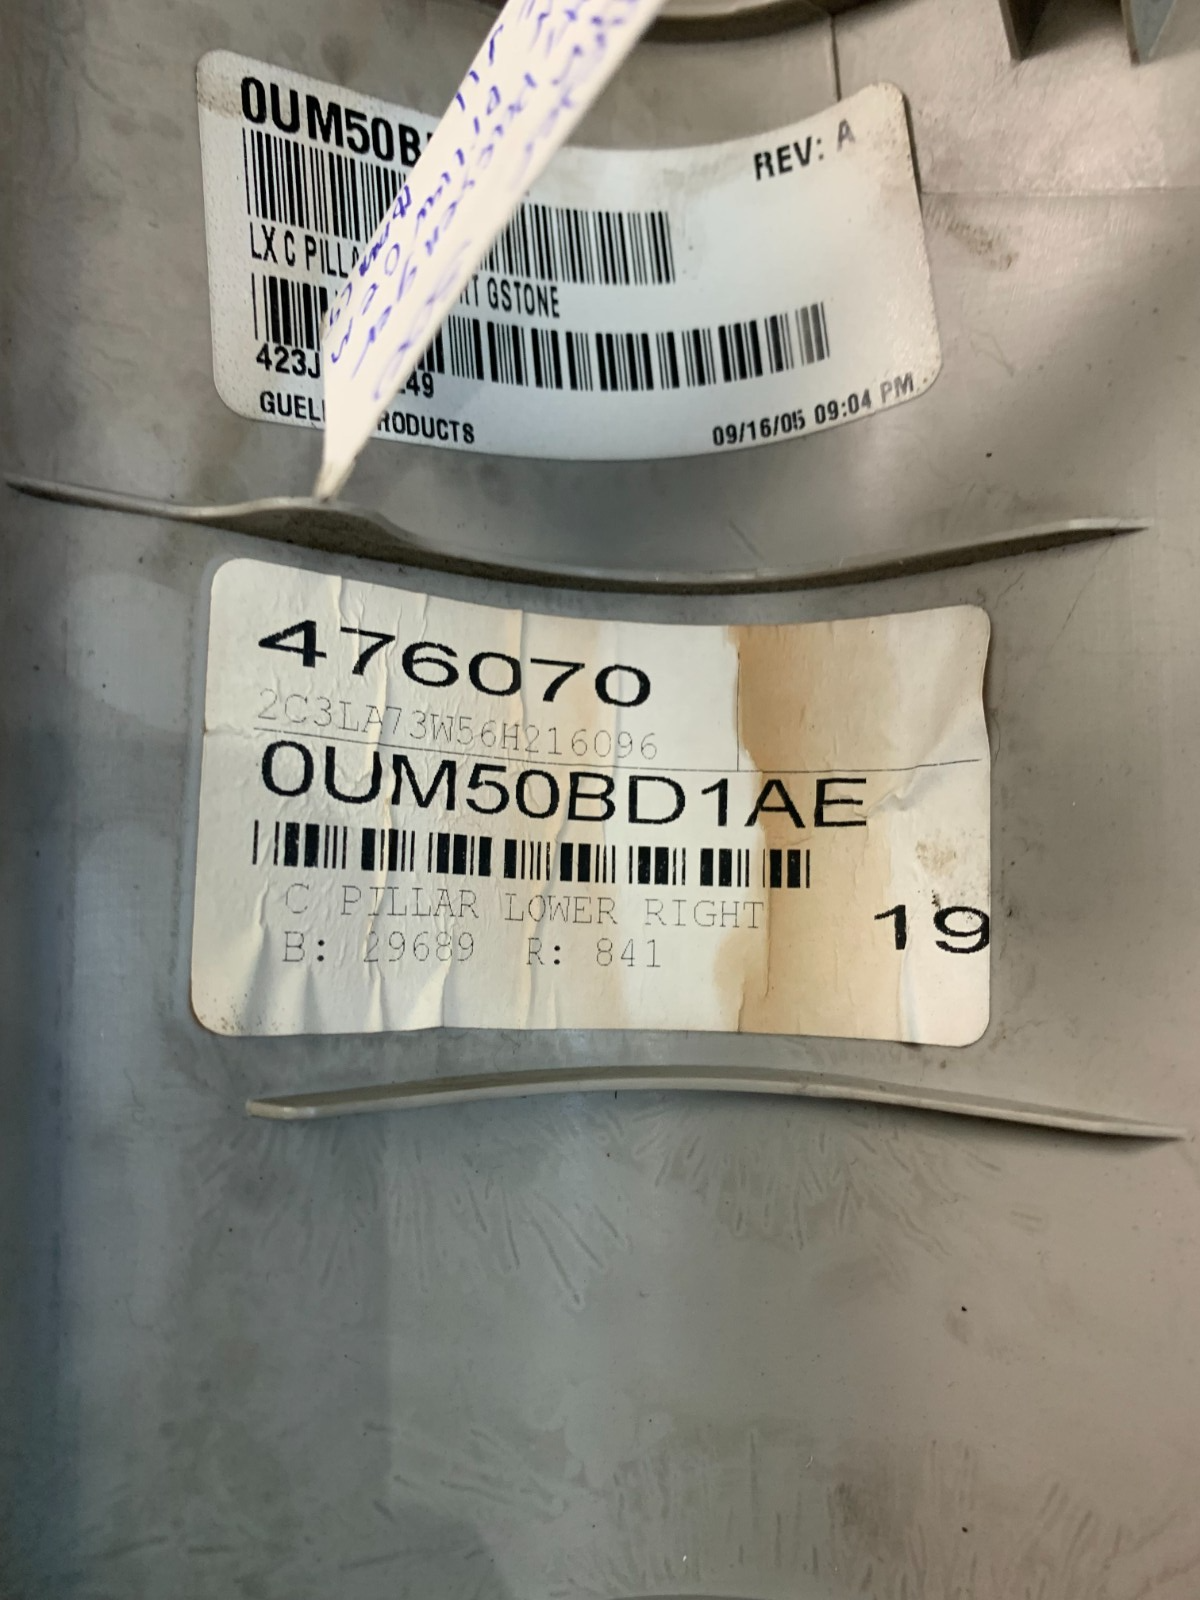 0UM50B
REV: A
LX C PILLA RT GSTONE
423J 49
GUEL RODUCTS
09/16/05 09:04 PM
476070
2C3LA73W56H216096
0UM50BD1AE
C PILLAR LOWER RIGHT
B: 29689 R: 841
19